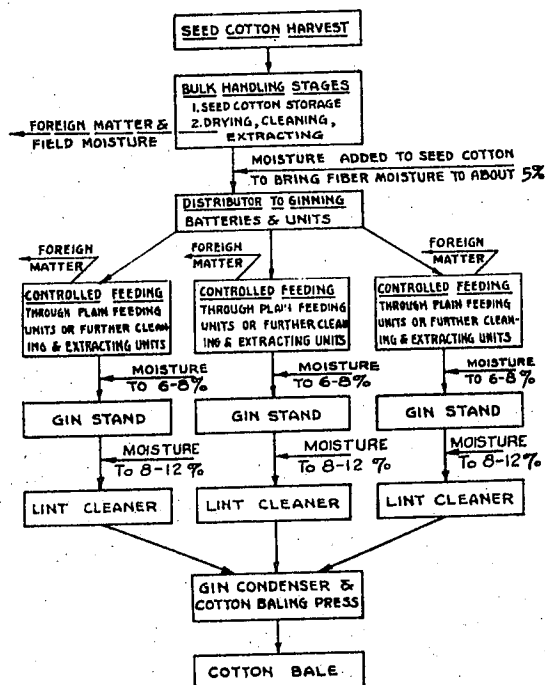 SEED COTTON HARVEST
BULK HANDLING STAGES
1. SEED COTTON STORAGE
2. DRYING, CLEANING,
EXTRACTING
FOREIGN MATTER &
FIELD MOISTURE
MOISTURE ADDED TO SEED COTTON
TO BRING FIBER MOISTURE TO ABOUT 5%
DISTRIBUTOR TO GINNING
BATTERIES & UNITS
FOREIGN
MATTER
FOREIGN
MATTER
FOREIGN
MATTER
CONTROLLED FEEDING
THROUGH PLAIN FEEDING
UNITS OR FURTHER CLEAN-
ING & EXTRACTING UNITS
CONTROLLED FEEDING
THROUGH PLAIN FEEDING
UNITS OR FURTHER CLEAN-
ING & EXTRACTING UNITS
CONTROLLED FEEDING
THROUGH PLAIN FEEDING
UNITS OR FURTHER CLEAN-
ING & EXTRACTING UNITS
MOISTURE
TO 6-8%
MOISTURE
TO 6-8%
MOISTURE
TO 6-8%
GIN STAND
GIN STAND
GIN STAND
MOISTURE
TO 8-12%
MOISTURE
TO 8-12%
MOISTURE
TO 8-12%
LINT CLEANER
LINT CLEANER
LINT CLEANER
GIN CONDENSER &
COTTON BALING PRESS
COTTON BALE